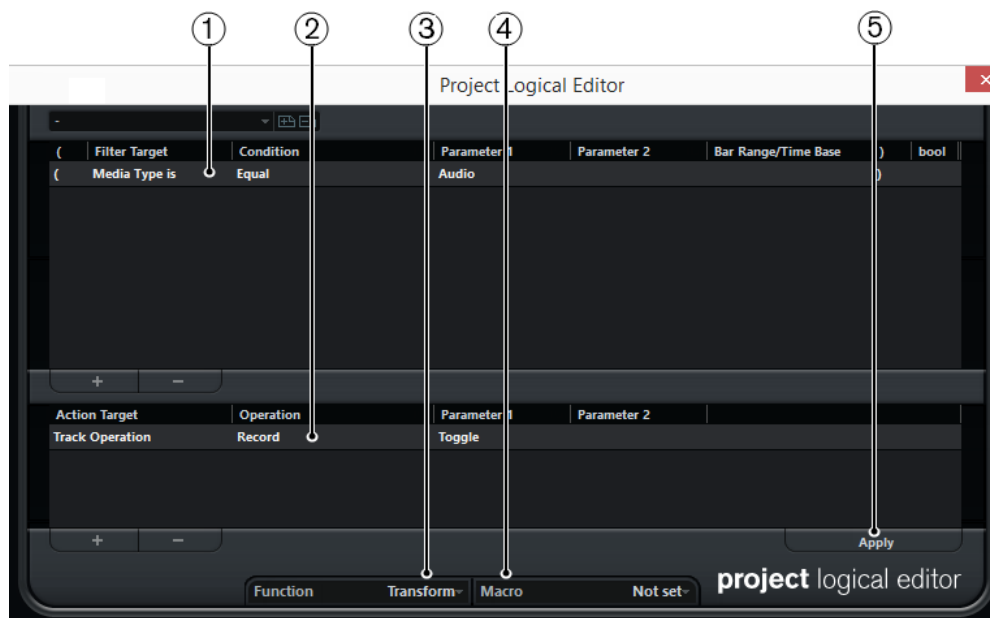 1 2 3 4 5
Project Logical Editor
-
( Filter Target Condition Parameter 1 Parameter 2 Bar Range/Time Base ) bool
( Media Type is Equal Audio )
+ −
Action Target Operation Parameter 1 Parameter 2
Track Operation Record Toggle
+ − Apply
Function Transform Macro Not set project logical editor